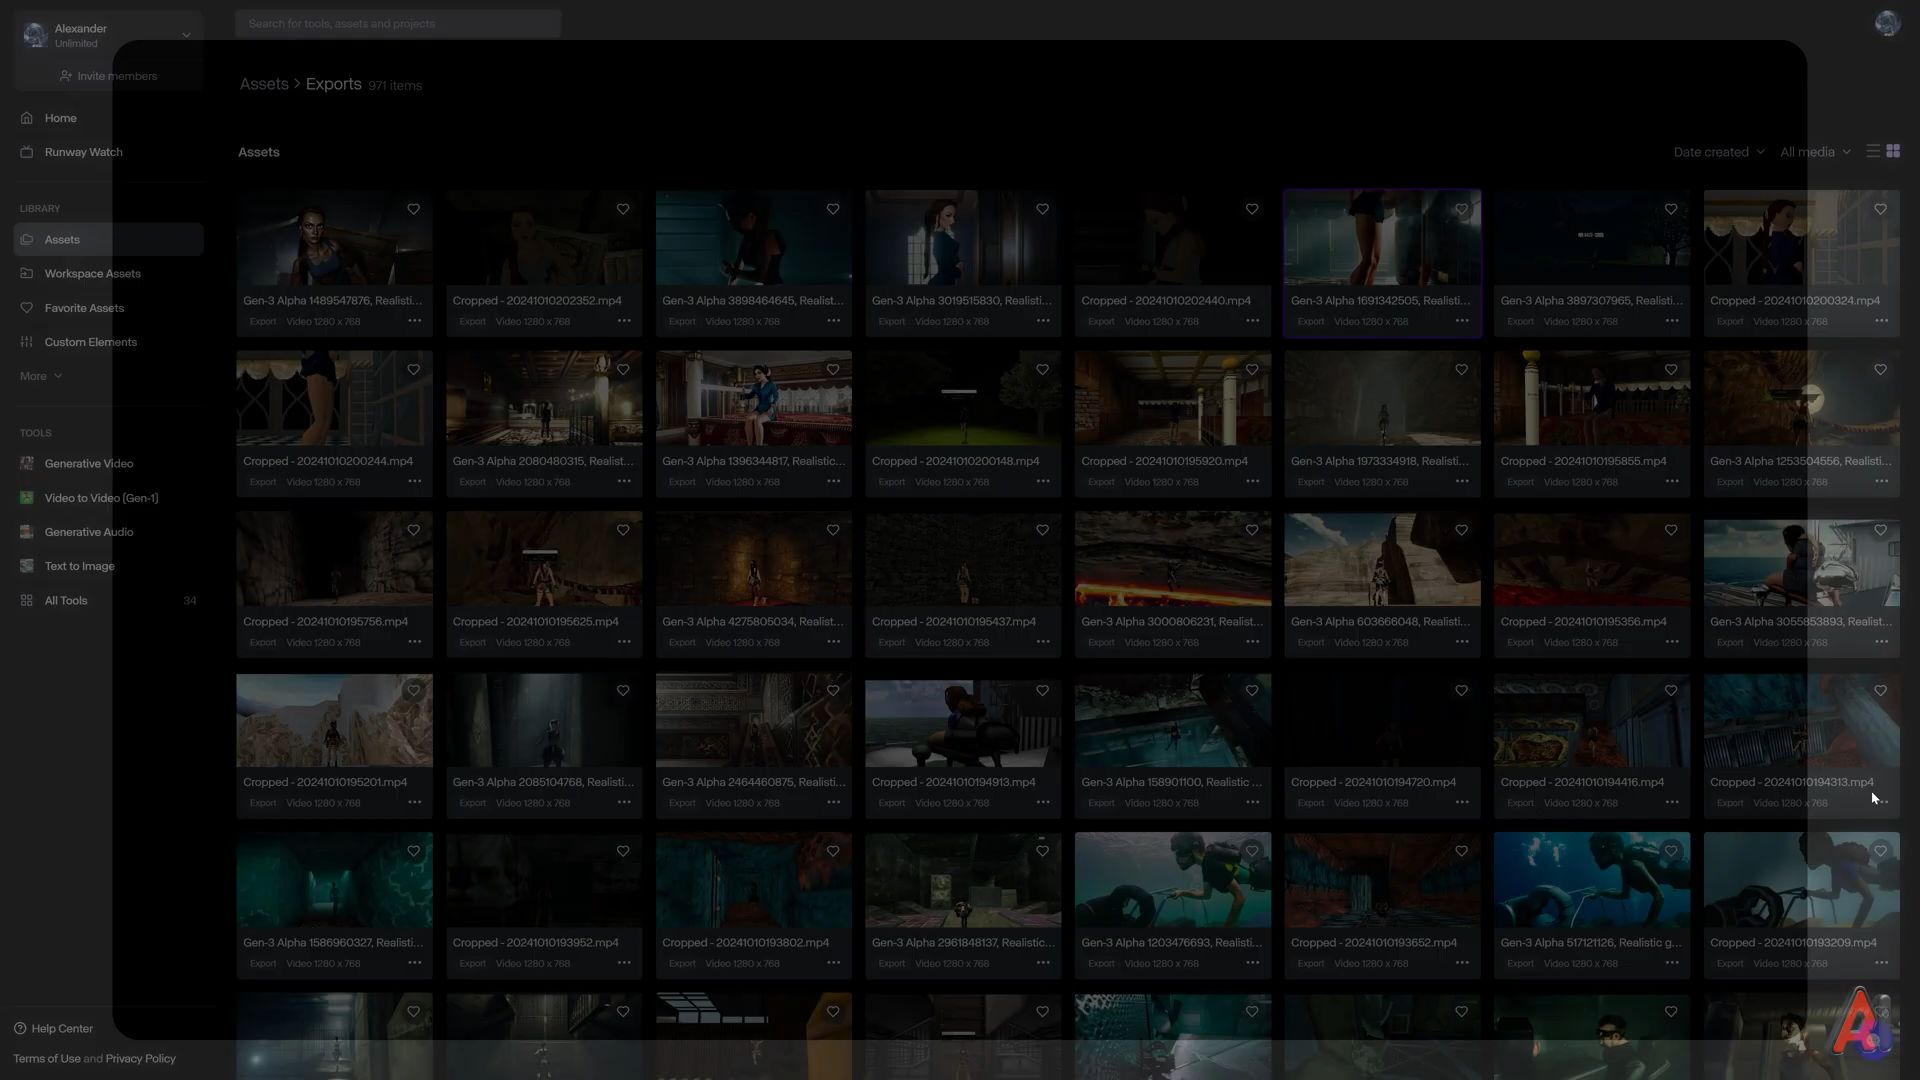 Alexander
Unlimited
Invite members
Search for tools, assets and projects
Assets > Exports 971 items
Home
Runway Watch
LIBRARY
Assets
Workspace Assets
Favorite Assets
Custom Elements
More
TOOLS
Generative Video
Video to Video (Gen-1)
Generative Audio
Text to Image
All Tools 34
Help Center
Terms of Use and Privacy Policy
Assets
Date created All media
Gen-3 Alpha 1489547876, Realisti... Cropped - 20241010202352.mp4 Gen-3 Alpha 3898464645, Realist... Gen-3 Alpha 3019515830, Realisti... Cropped - 20241010202440.mp4 Gen-3 Alpha 1691342505, Realisti... Gen-3 Alpha 3897307965, Realisti... Cropped - 20241010200324.mp4
Export Video 1280 x 768 Export Video 1280 x 768 Export Video 1280 x 768 Export Video 1280 x 768 Export Video 1280 x 768 Export Video 1280 x 768 Export Video 1280 x 768 Export Video 1280 x 768
Cropped - 20241010200244.mp4 Gen-3 Alpha 2080480315, Realist... Gen-3 Alpha 1396344817, Realistic... Cropped - 20241010200148.mp4 Cropped - 20241010195920.mp4 Gen-3 Alpha 1973334918, Realisti... Cropped - 20241010195855.mp4 Gen-3 Alpha 1253504556, Realisti...
Export Video 1280 x 768 Export Video 1280 x 768 Export Video 1280 x 768 Export Video 1280 x 768 Export Video 1280 x 768 Export Video 1280 x 768 Export Video 1280 x 768 Export Video 1280 x 768
Cropped - 20241010195756.mp4 Cropped - 20241010195625.mp4 Gen-3 Alpha 4275805034, Realist... Cropped - 20241010195437.mp4 Gen-3 Alpha 3000806231, Realist... Gen-3 Alpha 603666048, Realisti... Cropped - 20241010195356.mp4 Gen-3 Alpha 3055853893, Realist...
Export Video 1280 x 768 Export Video 1280 x 768 Export Video 1280 x 768 Export Video 1280 x 768 Export Video 1280 x 768 Export Video 1280 x 768 Export Video 1280 x 768 Export Video 1280 x 768
Cropped - 20241010195201.mp4 Gen-3 Alpha 2085104768, Realisti... Gen-3 Alpha 2464460875, Realisti... Cropped - 20241010194913.mp4 Gen-3 Alpha 158901100, Realistic ... Cropped - 20241010194720.mp4 Cropped - 20241010194416.mp4 Cropped - 20241010194313.mp4
Export Video 1280 x 768 Export Video 1280 x 768 Export Video 1280 x 768 Export Video 1280 x 768 Export Video 1280 x 768 Export Video 1280 x 768 Export Video 1280 x 768 Export Video 1280 x 768
Gen-3 Alpha 1586960327, Realisti... Cropped - 20241010193952.mp4 Cropped - 20241010193802.mp4 Gen-3 Alpha 2961848137, Realistic... Gen-3 Alpha 1203476693, Realisti... Cropped - 20241010193652.mp4 Gen-3 Alpha 517121126, Realistic g... Cropped - 20241010193209.mp4
Export Video 1280 x 768 Export Video 1280 x 768 Export Video 1280 x 768 Export Video 1280 x 768 Export Video 1280 x 768 Export Video 1280 x 768 Export Video 1280 x 768 Export Video 1280 x 768